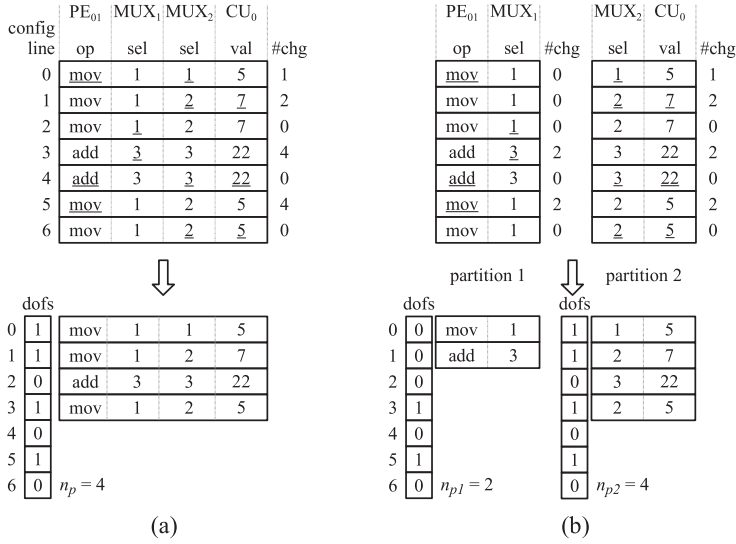 PE01 MUX1 MUX2 CU0 PE01 MUX1 MUX2 CU0
config
line op sel sel val #chg op sel #chg sel val #chg
0 mov 1 1 5 1 mov 1 0 1 5 1
1 mov 1 2 7 2 mov 1 0 2 7 2
2 mov 1 2 7 0 mov 1 0 2 7 0
3 add 3 3 22 4 add 3 2 3 22 2
4 add 3 3 22 0 add 3 0 3 22 0
5 mov 1 2 5 4 mov 1 2 2 5 2
6 mov 1 2 5 0 mov 1 0 2 5 0
partition 1 partition 2
dofs dofs dofs
0 1 mov 1 1 5 0 0 mov 1 1 1 5
1 1 mov 1 2 7 1 0 add 3 1 2 7
2 0 add 3 3 22 2 0 0 3 22
3 1 mov 1 2 5 3 1 1 2 5
4 0 4 0 0
5 1 5 1 1
6 0 np = 4 6 0 np1 = 2 0 np2 = 4
(a) (b)